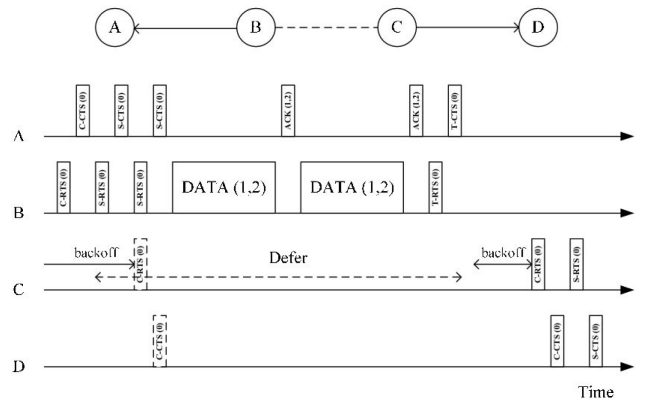 A B C D
C-CTS (0) S-CTS (0) S-CTS (0) ACK (1,2) ACK (1,2) T-CTS (0)
A
C-RTS (0) S-RTS (0) S-RTS (0) DATA (1,2) DATA (1,2) T-RTS (0)
B
backoff C-RTS (0) Defer backoff C-RTS (0) S-RTS (0)
C
C-CTS (0) C-CTS (0) S-CTS (0)
D
Time